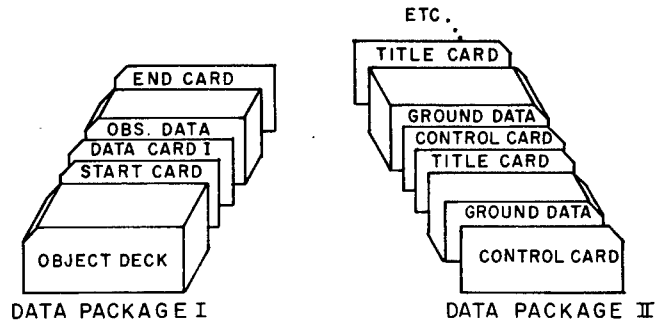 END CARD
OBS. DATA
DATA CARD I
START CARD
OBJECT DECK
DATA PACKAGE I
ETC.
TITLE CARD
GROUND DATA
CONTROL CARD
TITLE CARD
GROUND DATA
CONTROL CARD
DATA PACKAGE II